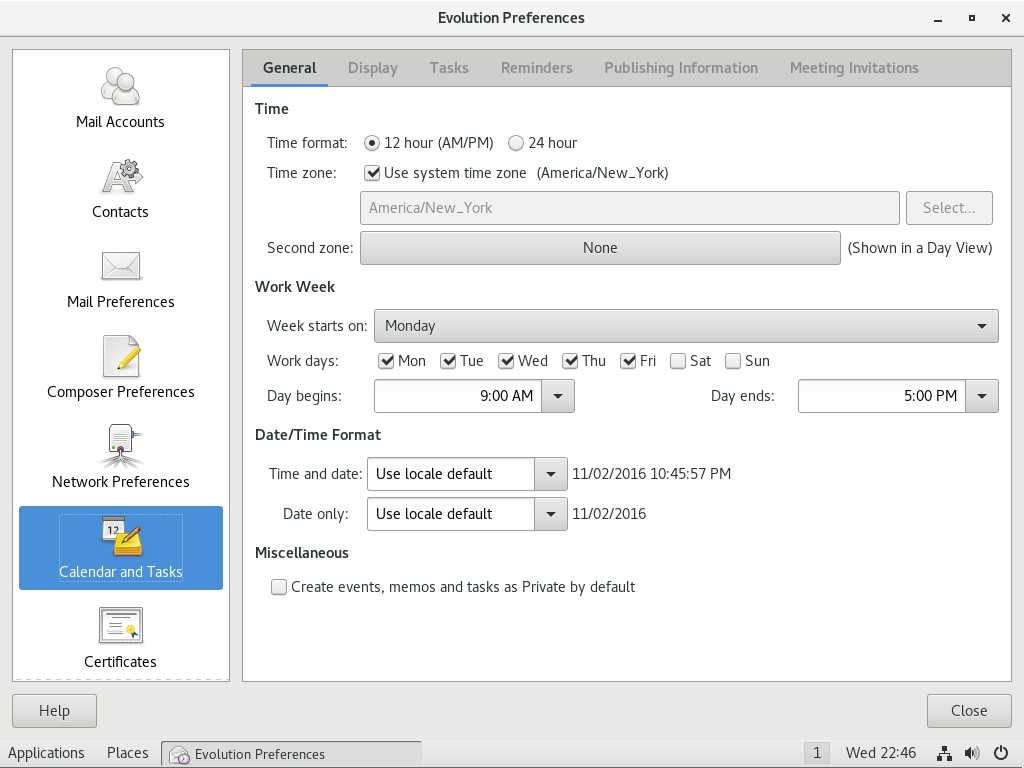 Evolution Preferences
Mail Accounts
Contacts
Mail Preferences
Composer Preferences
Network Preferences
12
Calendar and Tasks
Certificates
General Display Tasks Reminders Publishing Information Meeting Invitations
Time
Time format: 12 hour (AM/PM) 24 hour
Time zone: Use system time zone (America/New_York)
America/New_York Select...
Second zone: None (Shown in a Day View)
Work Week
Week starts on: Monday
Work days: Mon Tue Wed Thu Fri Sat Sun
Day begins: 9:00 AM Day ends: 5:00 PM
Date/Time Format
Time and date: Use locale default 11/02/2016 10:45:57 PM
Date only: Use locale default 11/02/2016
Miscellaneous
Create events, memos and tasks as Private by default
Help Close
Applications Places Evolution Preferences 1 Wed 22:46